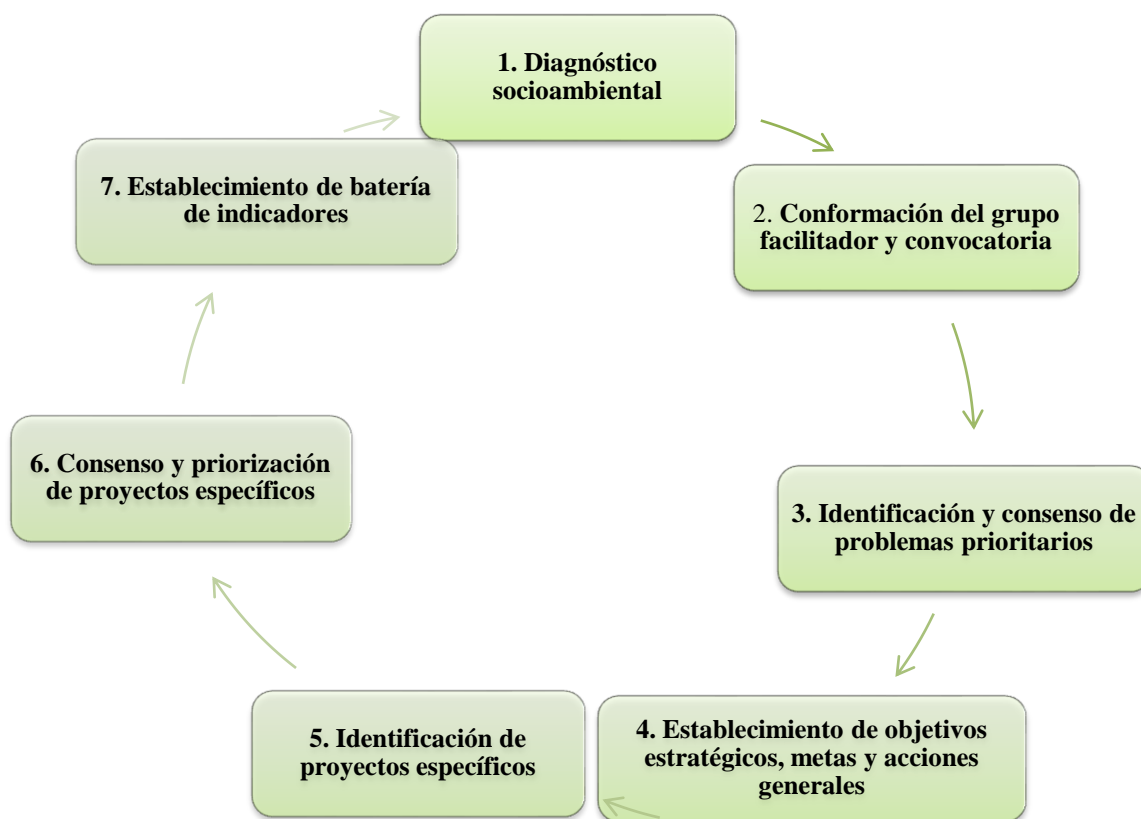 1. Diagnóstico
socioambiental
2. Conformación del grupo
facilitador y convocatoria
3. Identificación y consenso de
problemas prioritarios
4. Establecimiento de objetivos
estratégicos, metas y acciones
generales
5. Identificación de
proyectos específicos
6. Consenso y priorización
de proyectos específicos
7. Establecimiento de batería
de indicadores